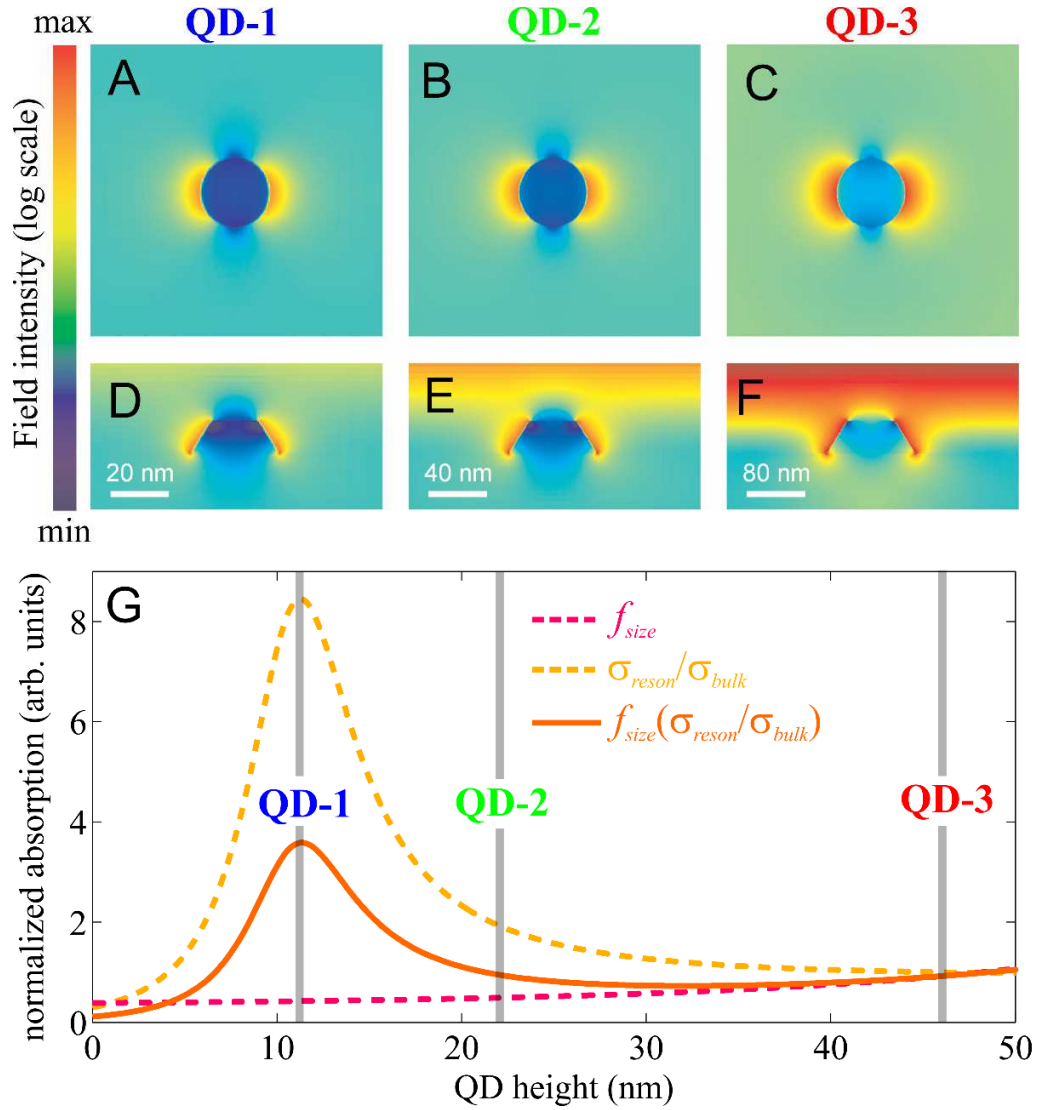 max
QD-1 QD-2 QD-3
Field intensity (log scale)
A B C
D E F
20 nm 40 nm 80 nm
min
G
normalized absorption (arb. units)
8
6
4
2
0
f_size
σ_reson/σ_bulk
f_size(σ_reson/σ_bulk)
QD-1 QD-2 QD-3
0 10 20 30 40 50
QD height (nm)